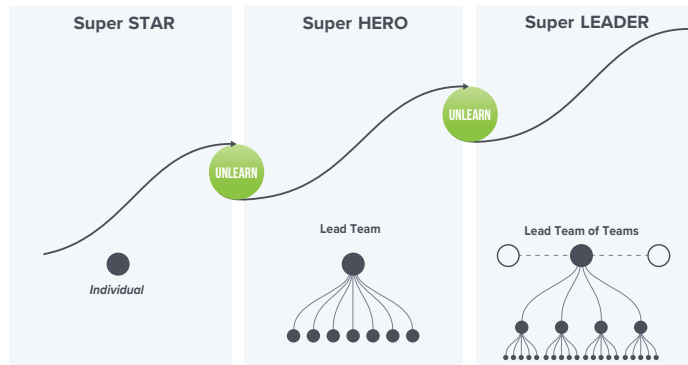 Super STAR
Super HERO
Super LEADER
UNLEARN
UNLEARN
Lead Team
Lead Team of Teams
Individual